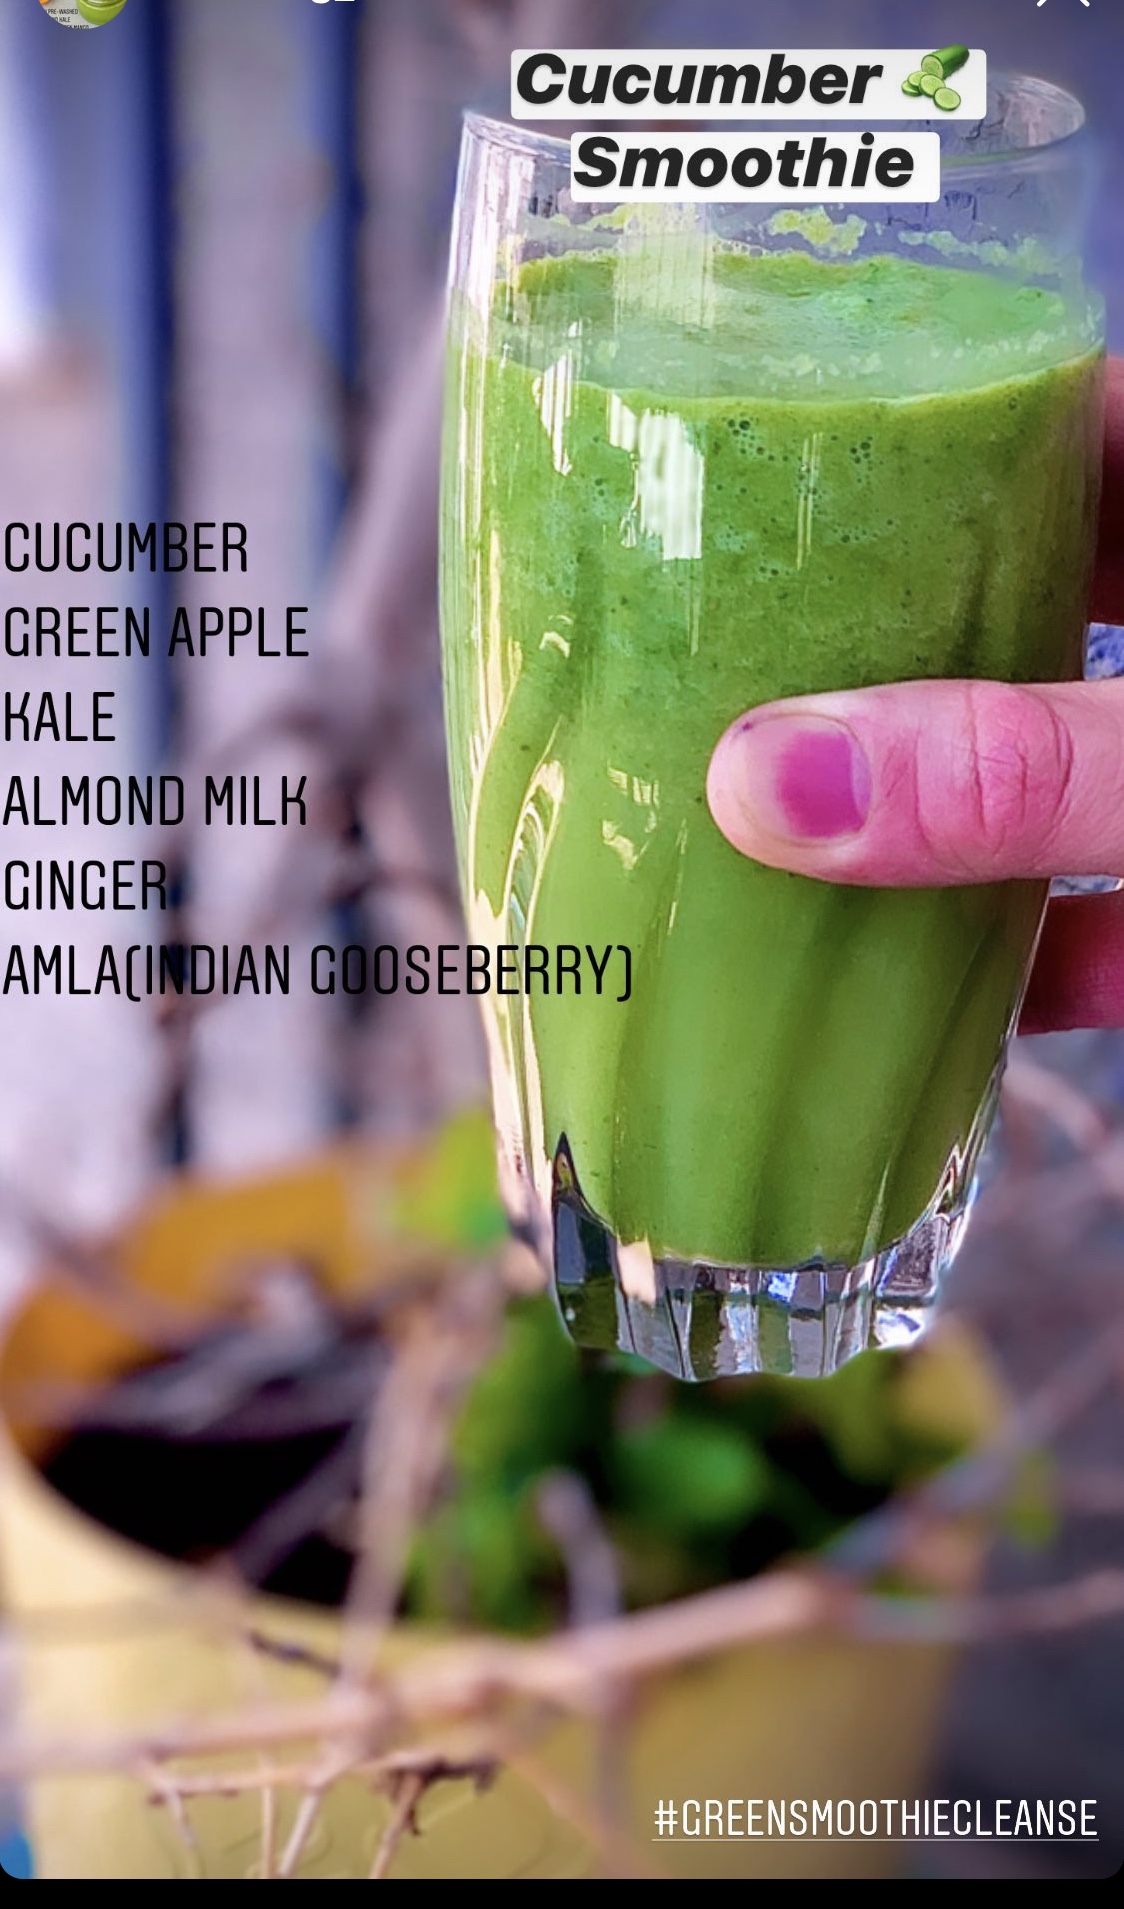 Cucumber
Smoothie
CUCUMBER
GREEN APPLE
KALE
ALMOND MILK
GINGER
AMLA(INDIAN GOOSEBERRY)
#GREENSMOOTHIECLEANSE